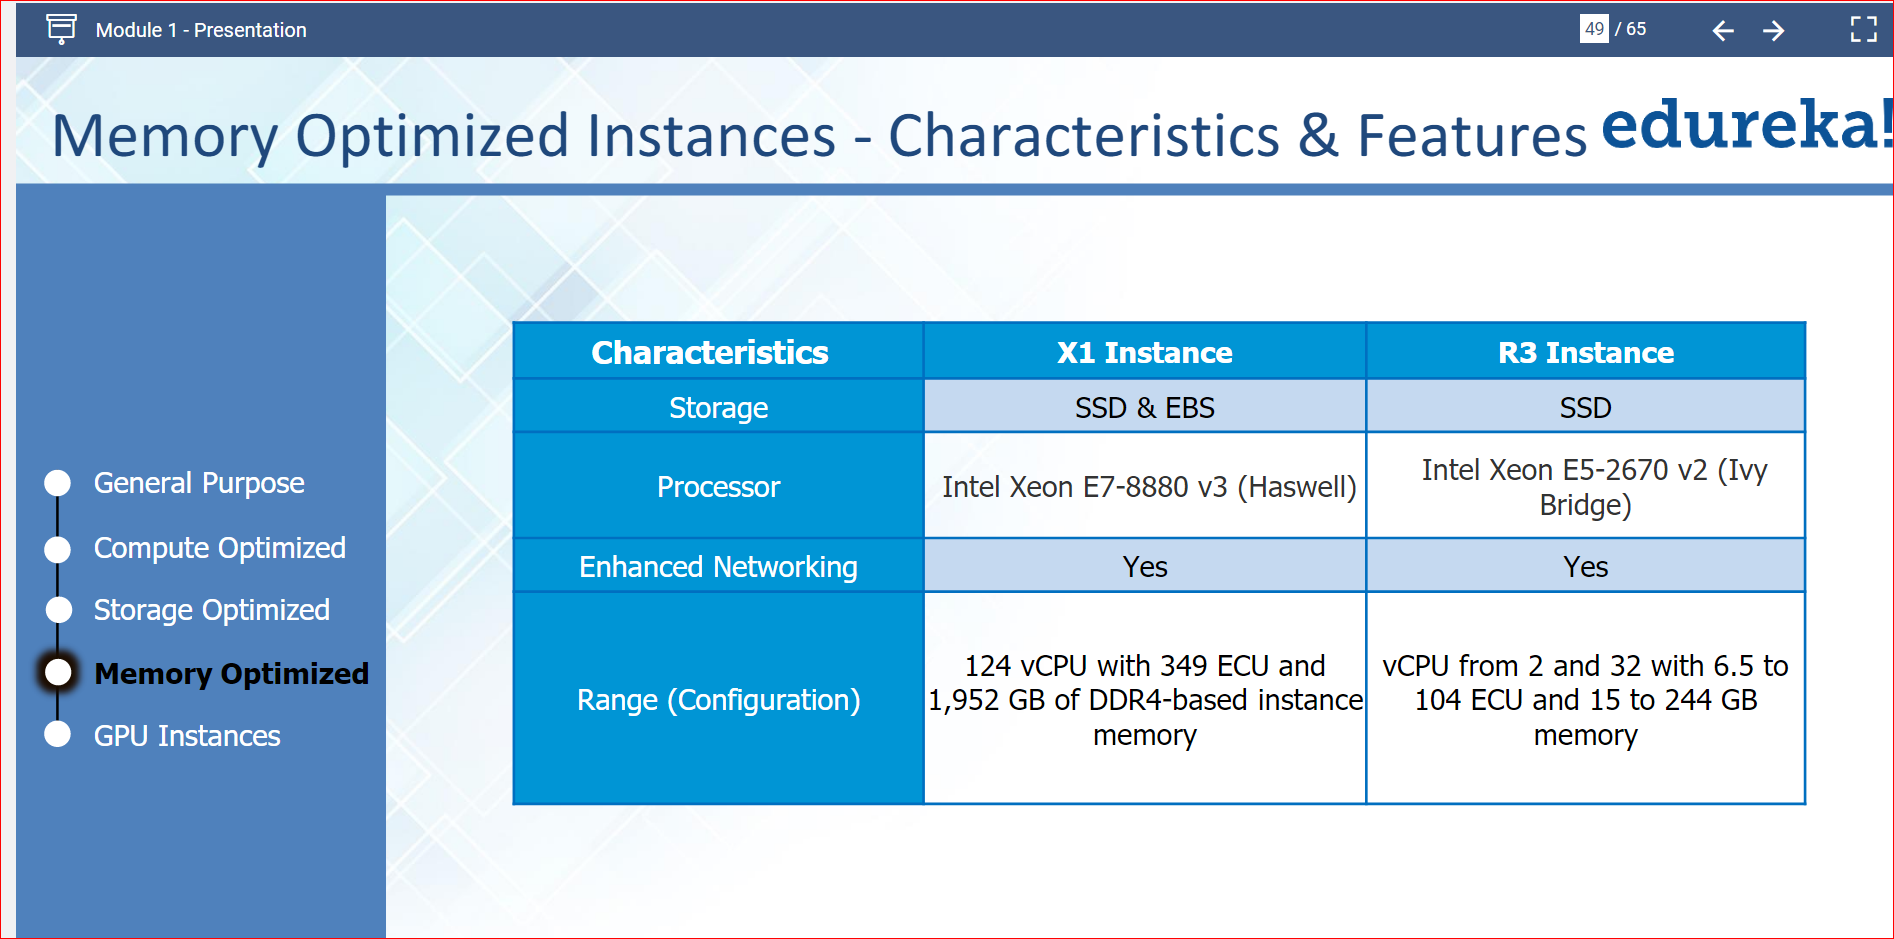 Module 1 - Presentation
49 / 65
Memory Optimized Instances - Characteristics & Features
edureka!
General Purpose
Compute Optimized
Storage Optimized
Memory Optimized
GPU Instances
Characteristics
X1 Instance
R3 Instance
Storage
SSD & EBS
SSD
Processor
Intel Xeon E7-8880 v3 (Haswell)
Intel Xeon E5-2670 v2 (Ivy
Bridge)
Enhanced Networking
Yes
Yes
Range (Configuration)
124 vCPU with 349 ECU and
1,952 GB of DDR4-based instance
memory
vCPU from 2 and 32 with 6.5 to
104 ECU and 15 to 244 GB
memory